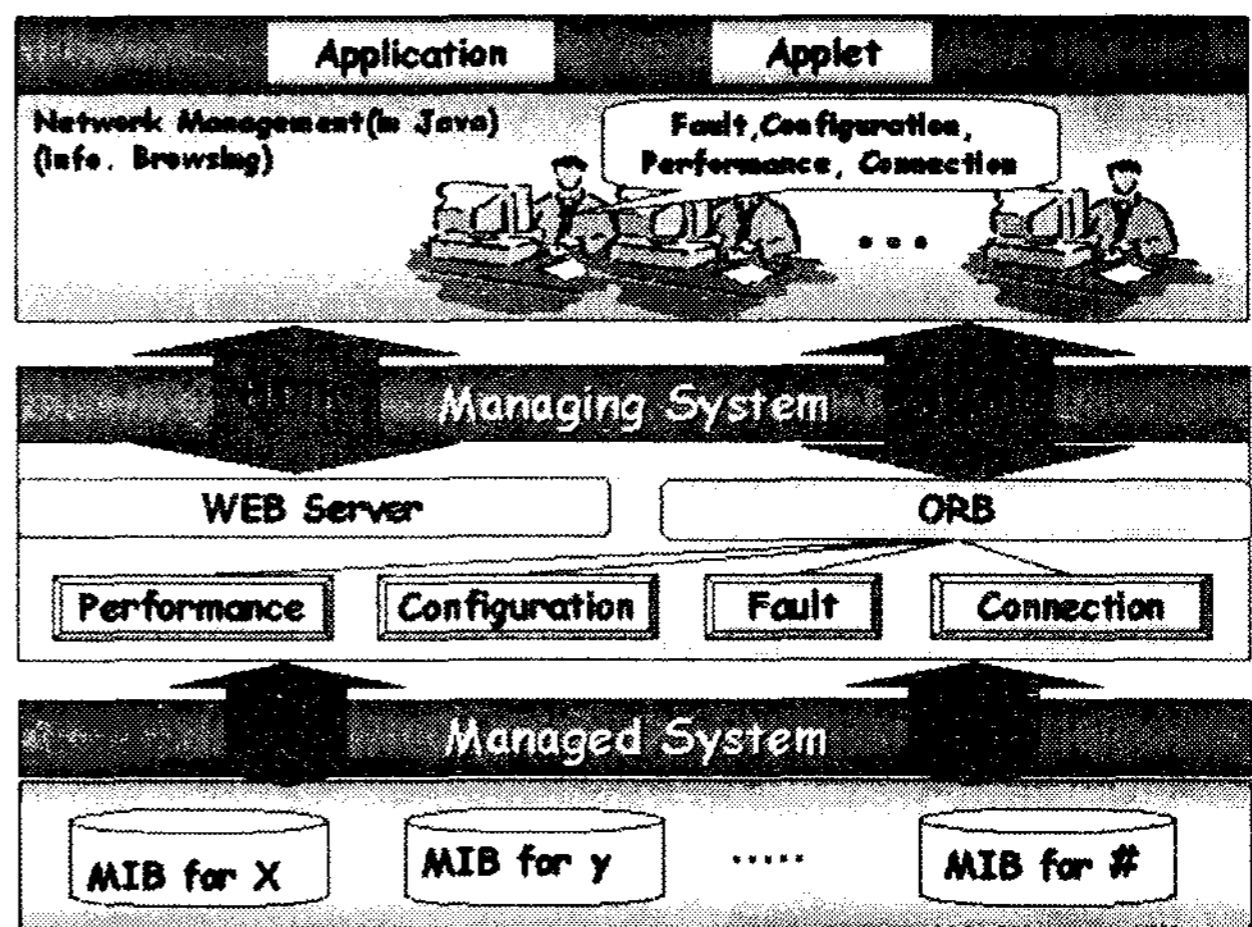 Application Applet
Network Management(in Java)
(Info. Browsing)
Fault,Configuration,
Performance, Connection
Managing System
WEB Server ORB
Performance Configuration Fault Connection
Managed System
MIB for X MIB for y ..... MIB for #